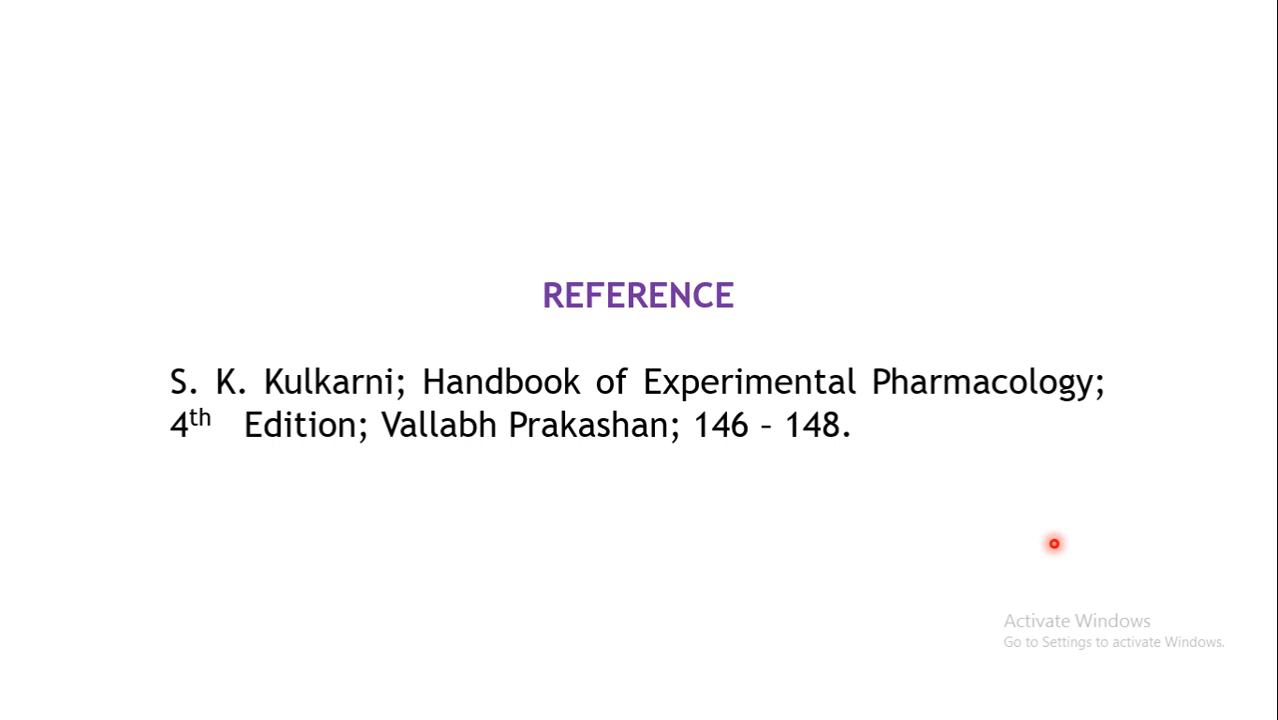 REFERENCE
S. K. Kulkarni; Handbook of Experimental Pharmacology;
4th Edition; Vallabh Prakashan; 146 – 148.
Activate Windows
Go to Settings to activate Windows.